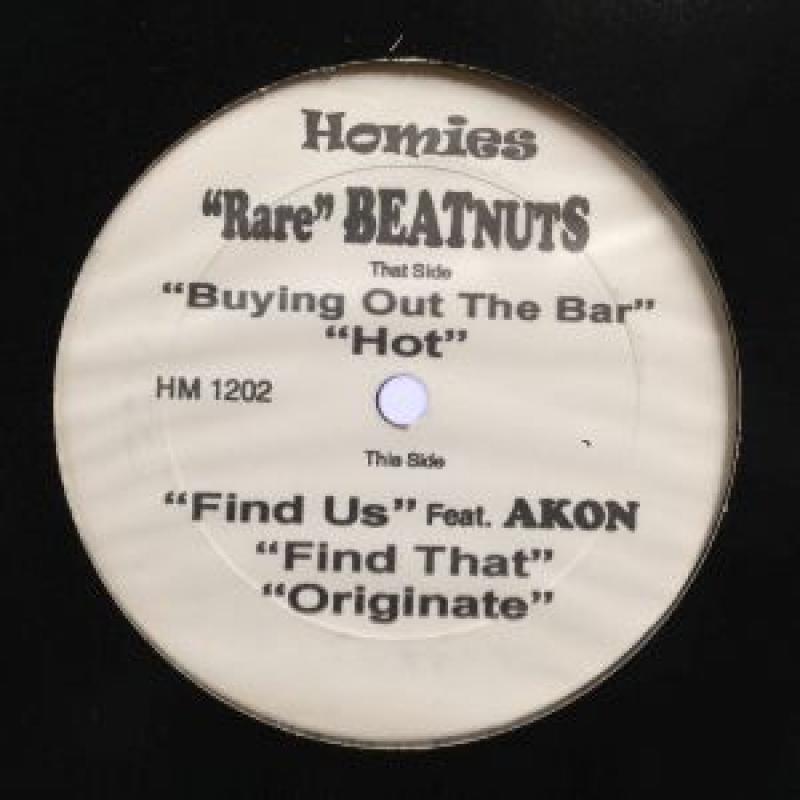 Homies
“Rare” BEATNUTS
That Side
“Buying Out The Bar”
“Hot”
HM 1202
This Side
“Find Us” Feat. AKON
“Find That”
“Originate”